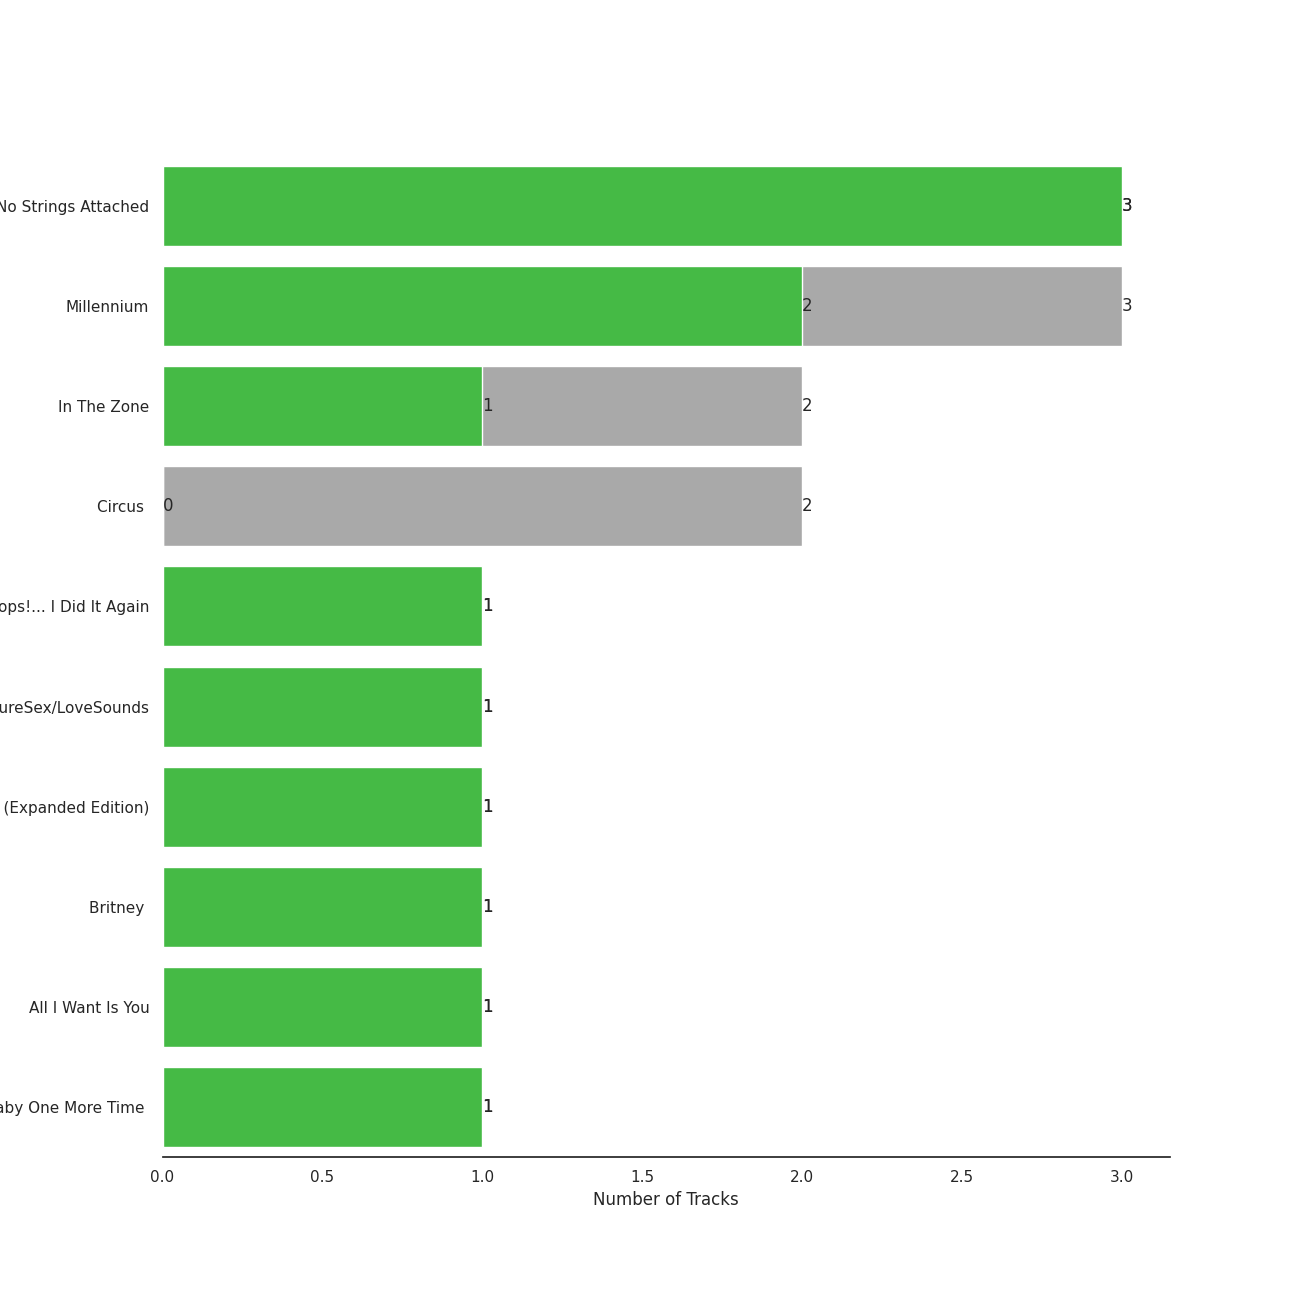 No Strings Attached 3
Millennium 2 3
In The Zone 1 2
Circus 0 2
I Did It Again 1
ureSex/LoveSounds 1
(Expanded Edition) 1
Britney 1
All I Want Is You 1
aby One More Time 1
0.0 0.5 1.0 1.5 2.0 2.5 3.0
Number of Tracks